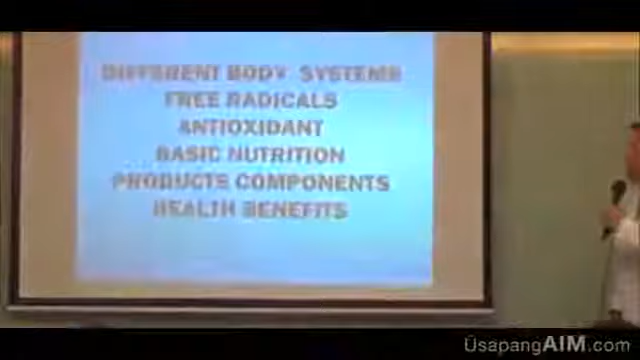 DIFFERENT BODY SYSTEMS
FREE RADICALS
ANTIOXIDANT
BASIC NUTRITION
PRODUCTS COMPONENTS
HEALTH BENEFITS
UsapangAIM.com